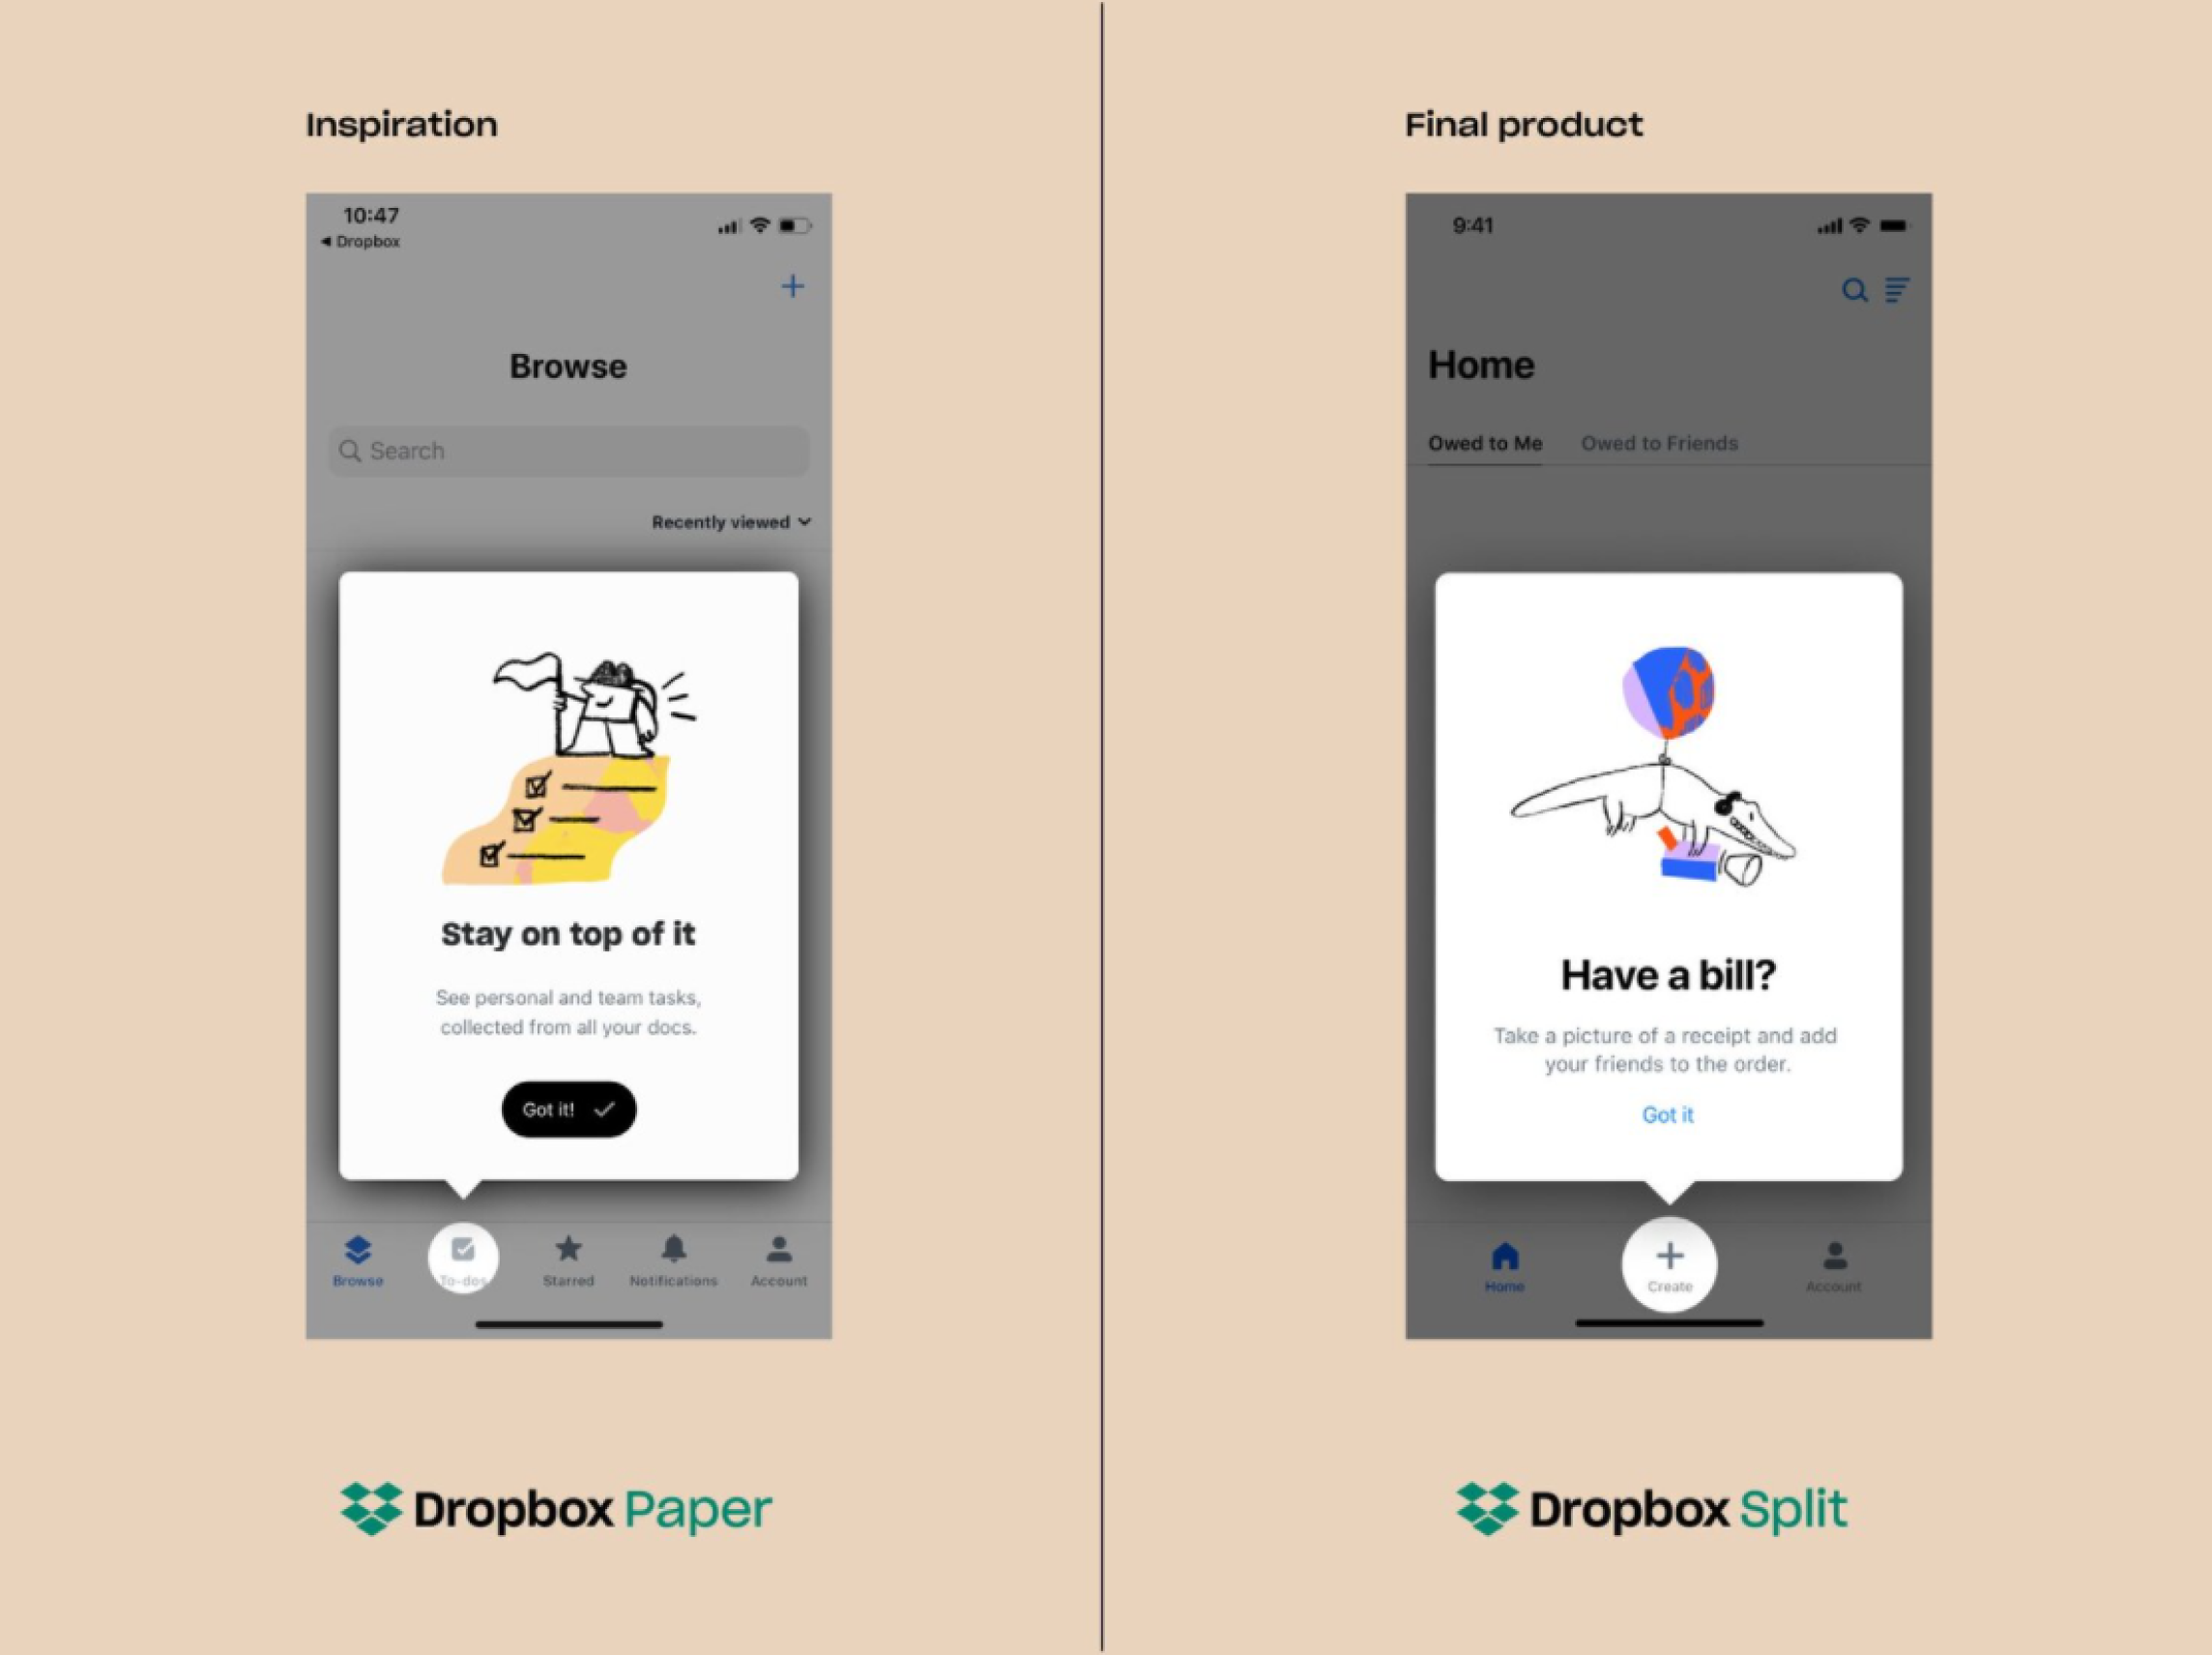 Inspiration
10:47
Dropbox
Browse
Search
Recently viewed
Stay on top of it
See personal and team tasks,
collected from all your docs.
Got it!
Browse
To-dos
Starred
Notifications
Account
Dropbox Paper
Final product
9:41
Home
Owed to Me
Owed to Friends
Have a bill?
Take a picture of a receipt and add
your friends to the order.
Got it
Home
Create
Account
Dropbox Split